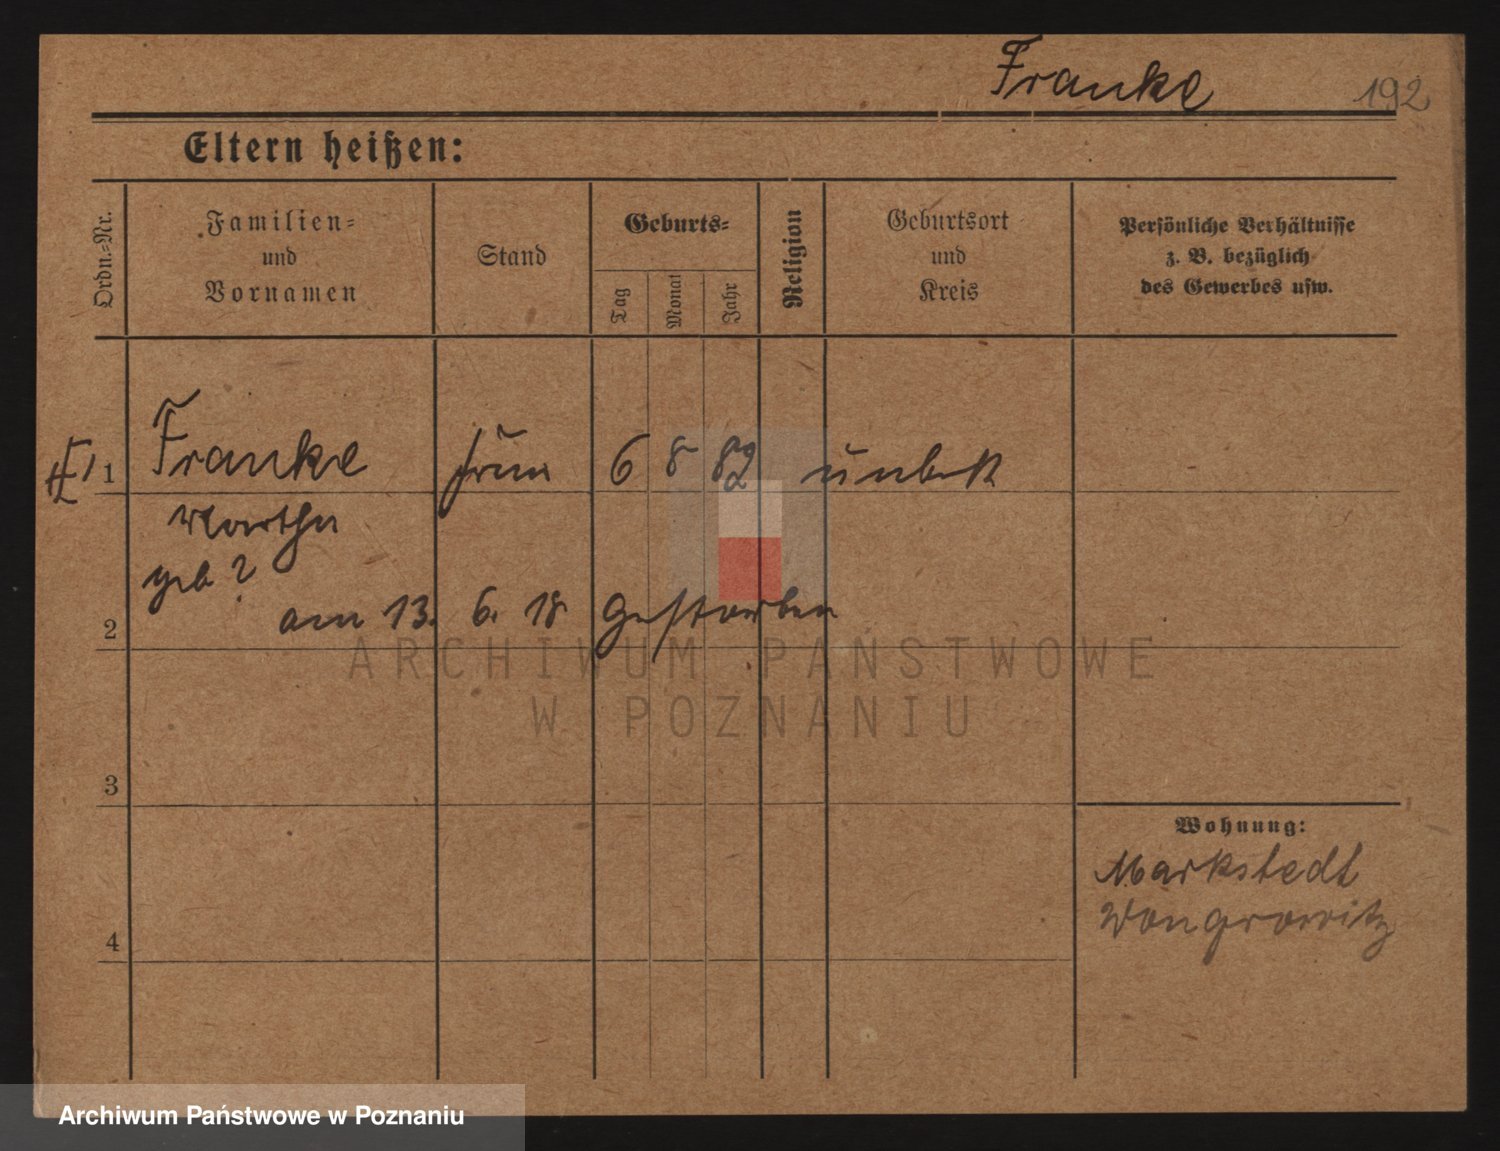 Franke
192
Eltern heißen:
Ordn.=Nr.
Familien=
und
Vornamen
Stand
Geburts=
Tag
Monat
Jahr
Religion
Geburtsort
und
Kreis
Persönliche Verhältnisse
z. B. bezüglich
des Gewerbes usw.
1
Franke
6 8 82 unbek
Martha
geb ?
2
am 13. 6. 18 gestorben
3
4
Wohnung:
Markstedt
Wongrowitz
ARCHIWUM PAŃSTWOWE
W POZNANIU
Archiwum Państwowe w Poznaniu